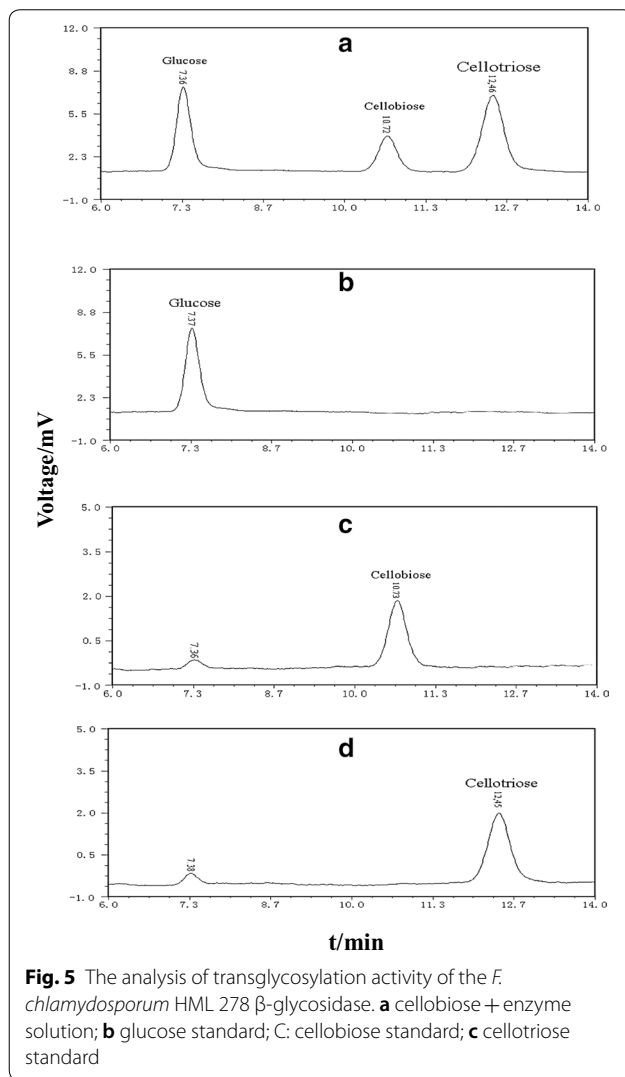 a
12.0
8.8
5.5
2.3
-1.0
Glucose
7.36
Cellobiose
10.72
Cellotriose
12,46
6.0 7.3 8.7 10.0 11.3 12.7 14.0
b
12.0
8.8
5.5
2.3
-1.0
Glucose
7.37
6.0 7.3 8.7 10.0 11.3 12.7 14.0
Voltage/mV
c
5.0
3.5
2.0
0.5
-1.0
7.36
Cellobiose
10.73
6.0 7.3 8.7 10.0 11.3 12.7 14.0
d
5.0
3.5
2.0
0.5
-1.0
7.38
Cellotriose
12,45
6.0 7.3 8.7 10.0 11.3 12.7 14.0
t/min
Fig. 5 The analysis of transglycosylation activity of the F.
chlamydosporum HML 278 β-glycosidase. a cellobiose + enzyme
solution; b glucose standard; C: cellobiose standard; c cellotriose
standard